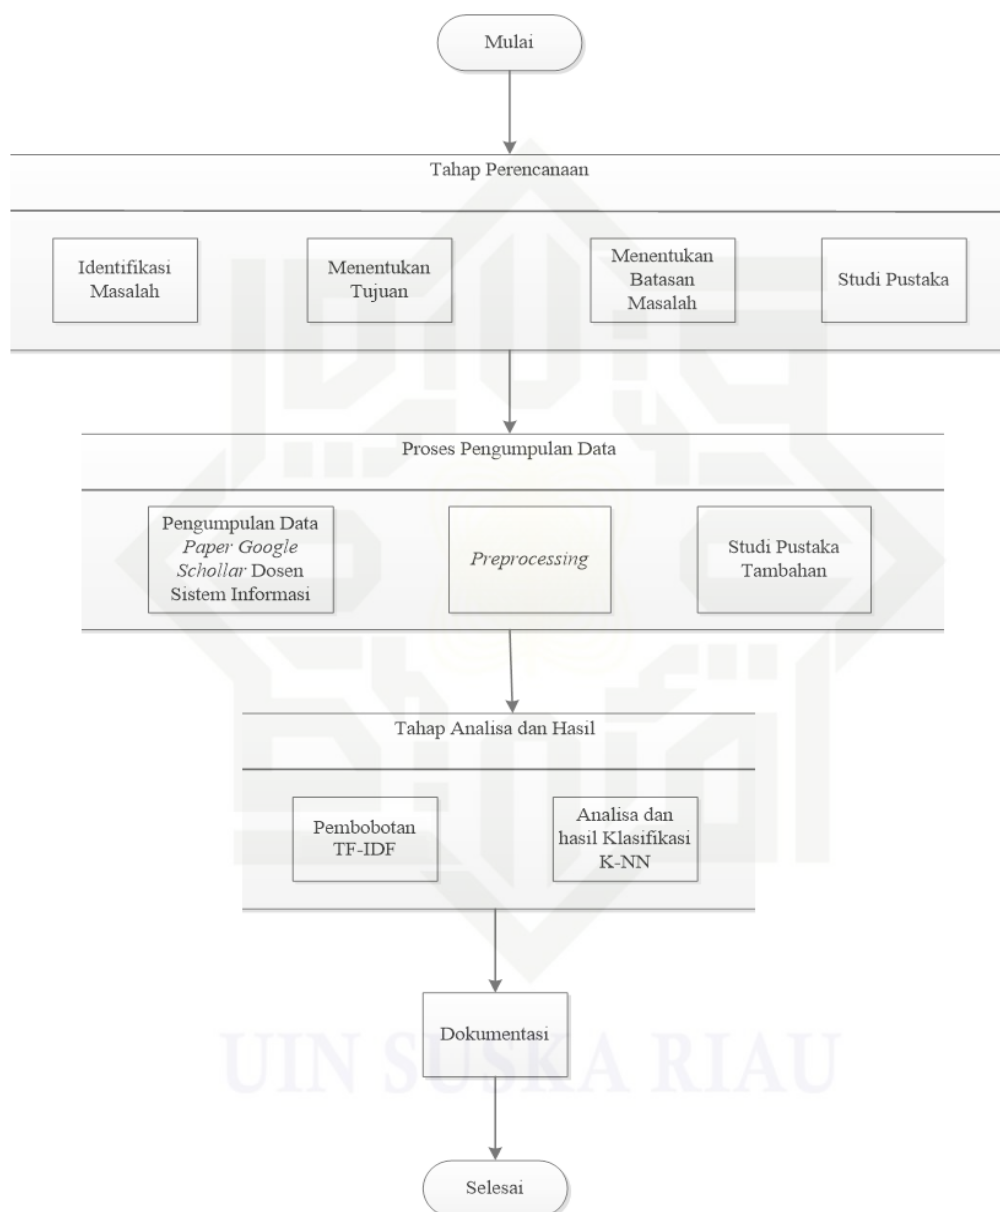 Mulai
Tahap Perencanaan
Identifikasi
Masalah
Menentukan
Tujuan
Menentukan
Batasan
Masalah
Studi Pustaka
Proses Pengumpulan Data
Pengumpulan Data
Paper Google
Schollar Dosen
Sistem Informasi
Preprocessing
Studi Pustaka
Tambahan
Tahap Analisa dan Hasil
Pembobotan
TF-IDF
Analisa dan
hasil Klasifikasi
K-NN
Dokumentasi
UIN SUSKA RIAU
Selesai